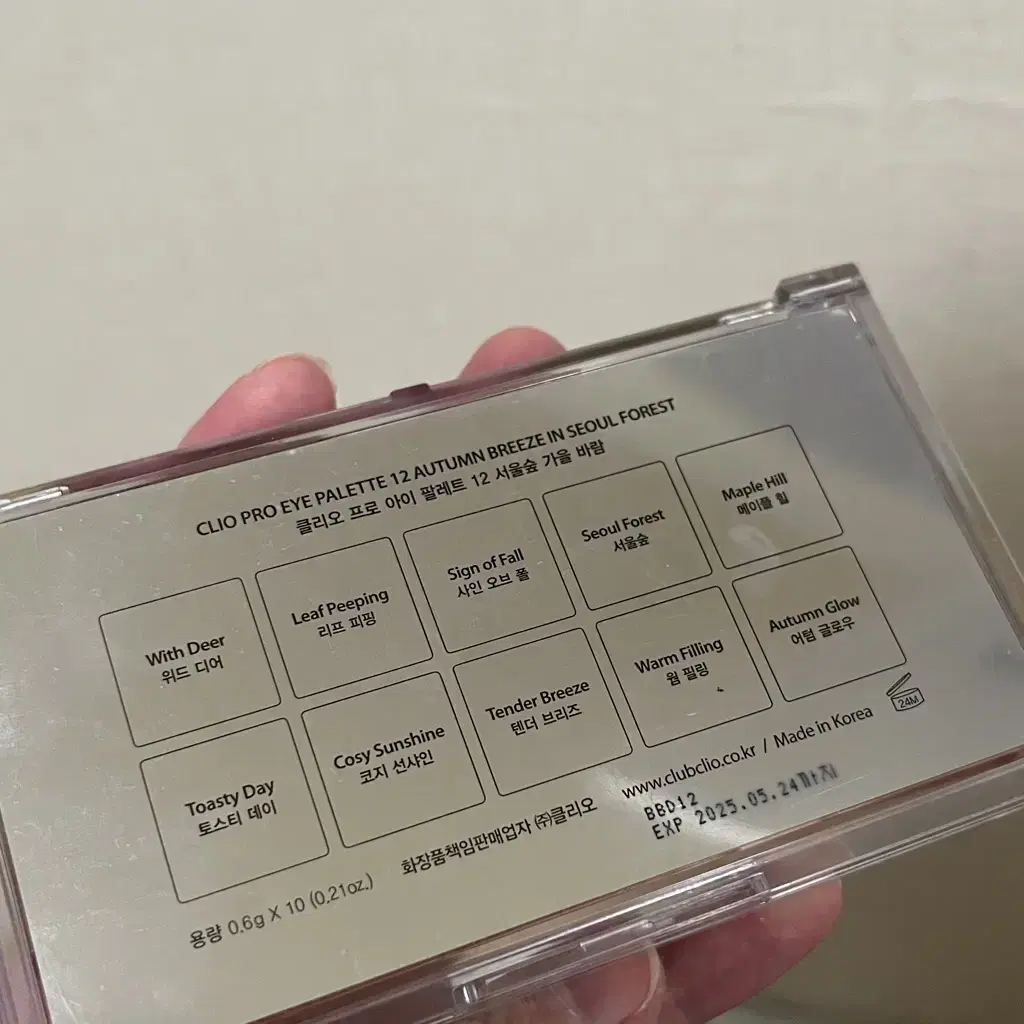 CLIO PRO EYE PALETTE 12 AUTUMN BREEZE IN SEOUL FOREST
클리오 프로 아이 팔레트 12 서울숲 가을 바람
With Deer
위드 디어
Leaf Peeping
리프 피핑
Sign of Fall
사인 오브 폴
Seoul Forest
서울숲
Maple Hill
메이플 힐
Toasty Day
토스티 데이
Cosy Sunshine
코지 선샤인
Tender Breeze
텐더 브리즈
Warm Filling
웜 필링
Autumn Glow
어텀 글로우
용량 0.6g X 10 (0.21oz.)
화장품책임판매업자 ㈜클리오
www.clubclio.co.kr / Made in Korea
24M
BBD12
EXP 2025.05.24까지